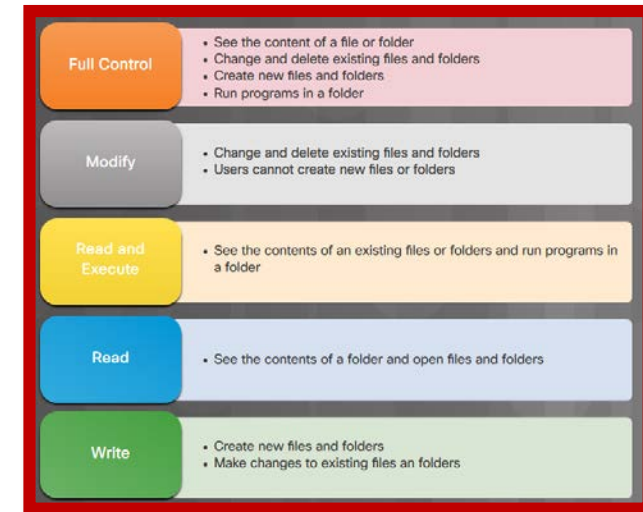 Full Control
• See the content of a file or folder
• Change and delete existing files and folders
• Create new files and folders
• Run programs in a folder
Modify
• Change and delete existing files and folders
• Users cannot create new files or folders
Read and
Execute
• See the contents of an existing files or folders and run programs in
a folder
Read
• See the contents of a folder and open files and folders
Write
• Create new files and folders
• Make changes to existing files an folders